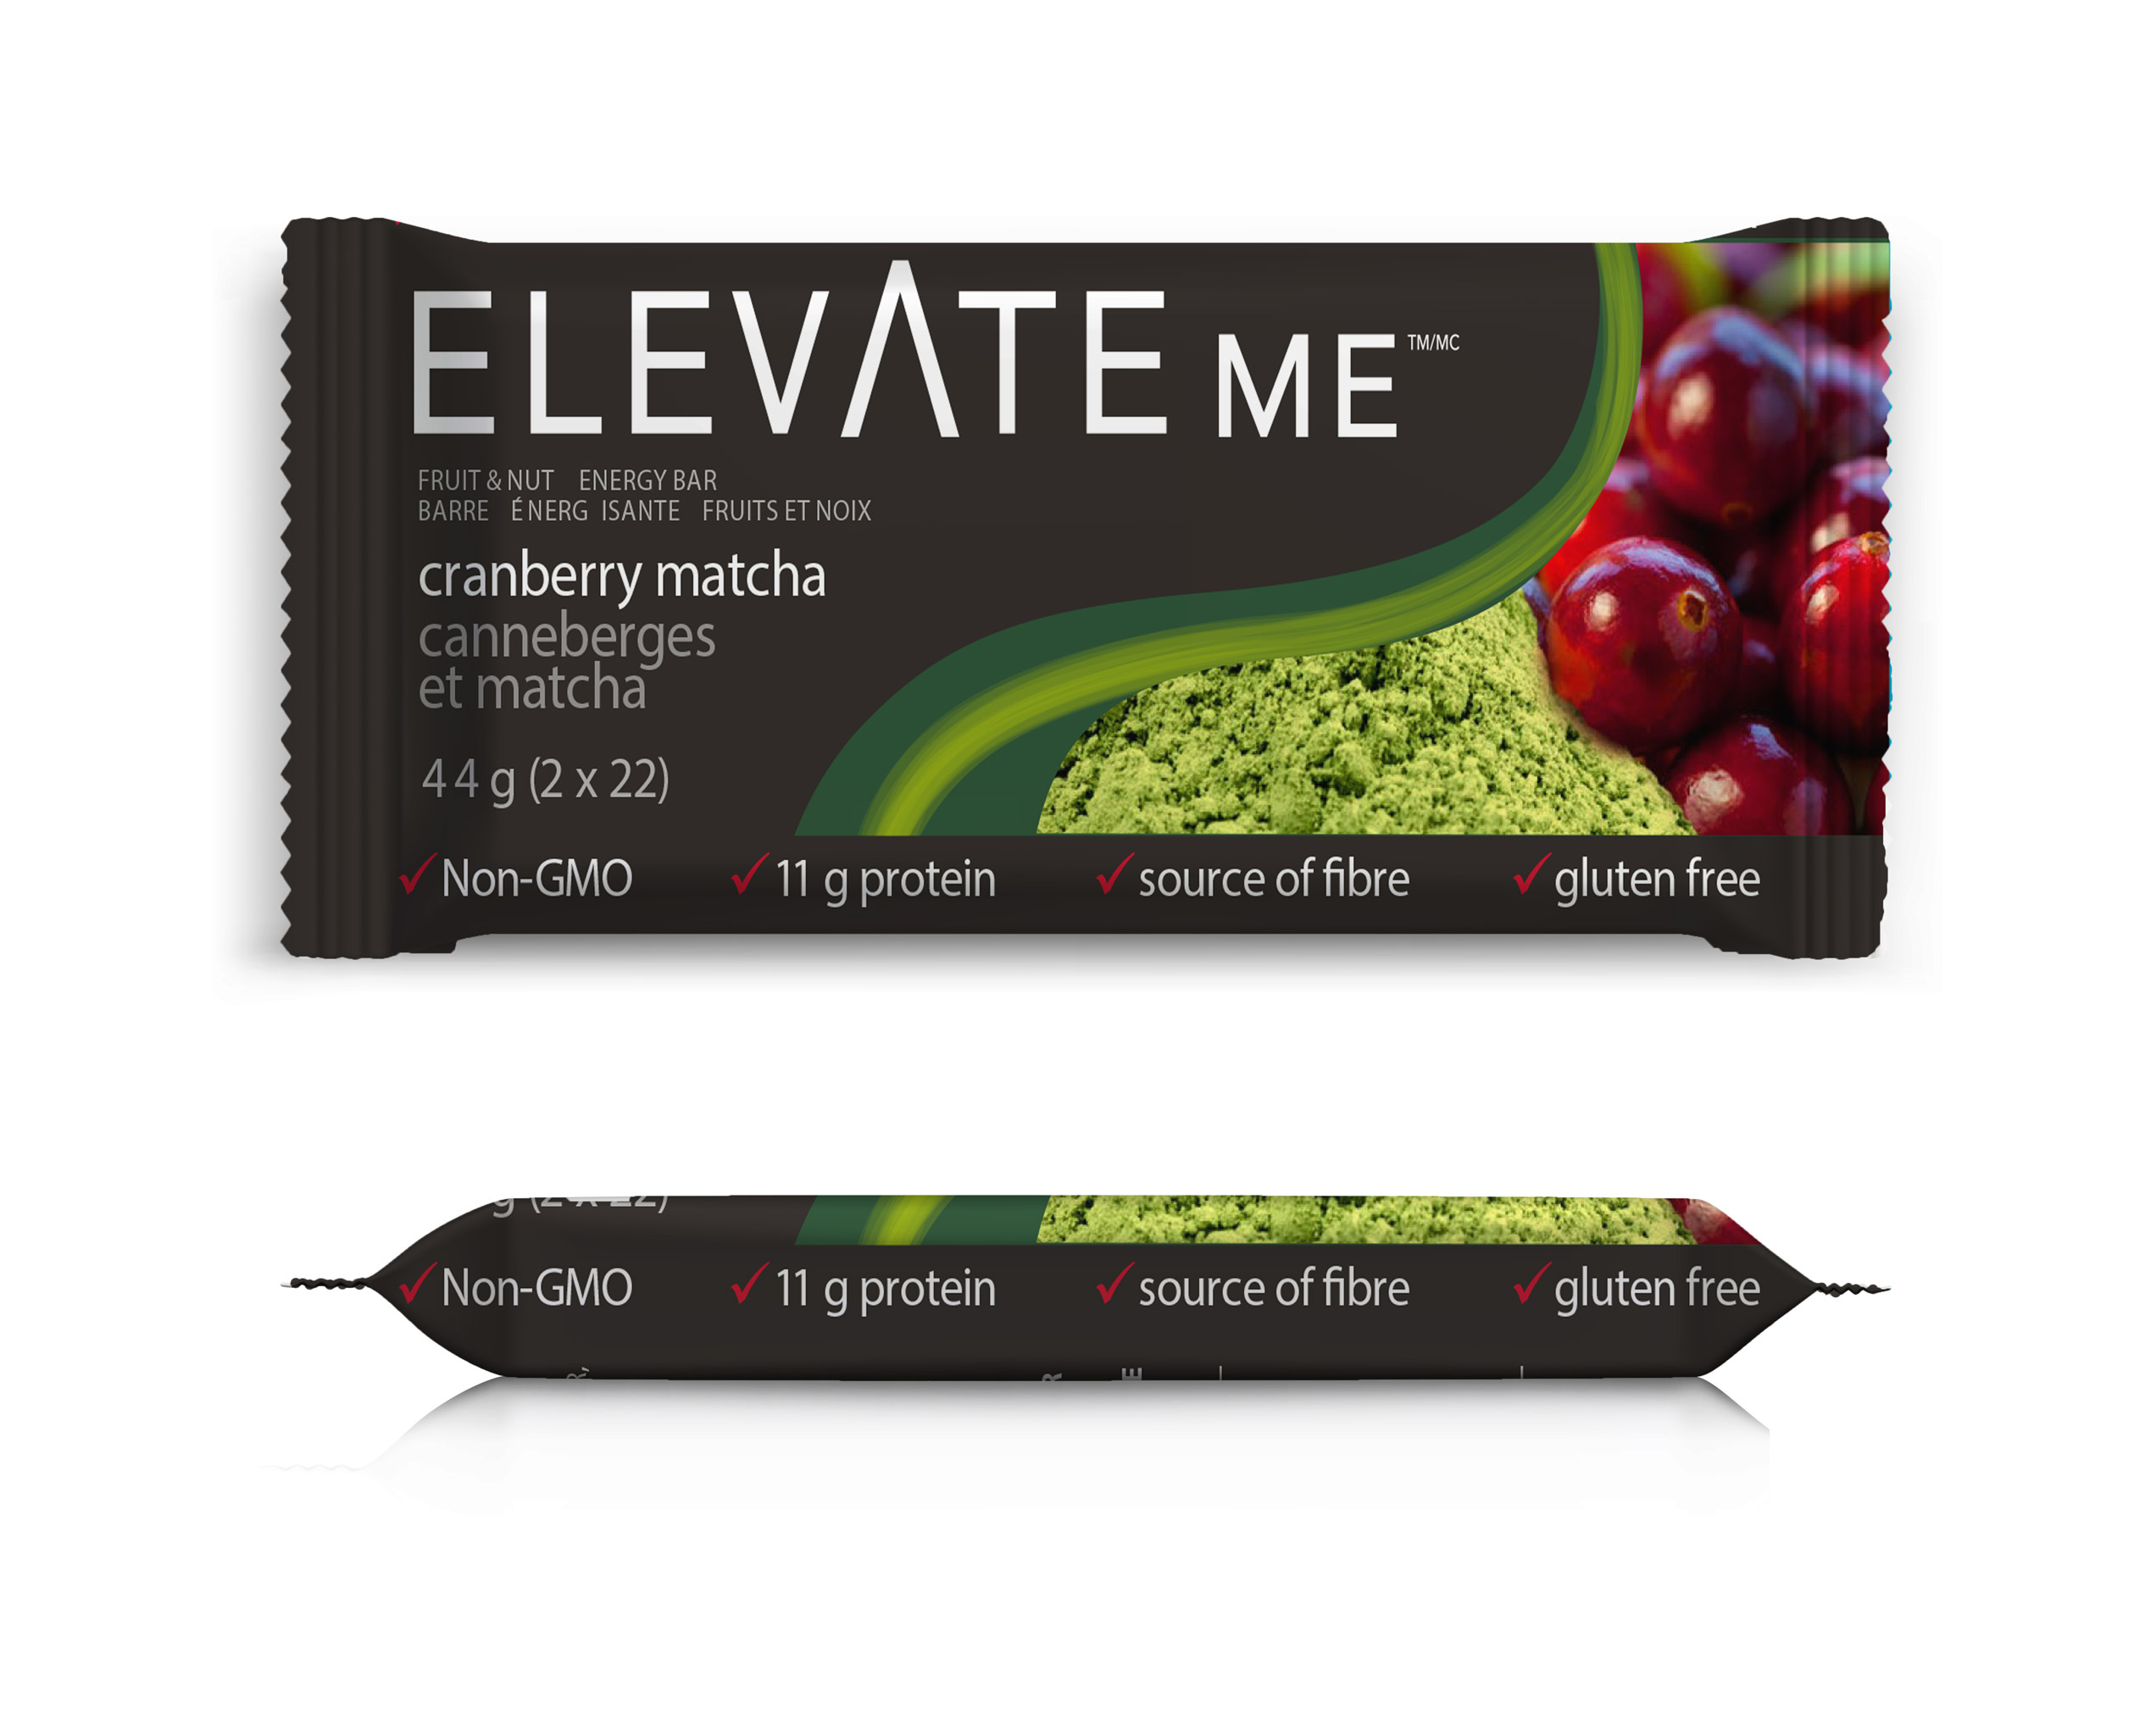 ELEVATE ME TM/MC
FRUIT & NUT ENERGY BAR
BARRE ÉNERG ISANTE FRUITS ET NOIX
cranberry matcha
canneberges
et matcha
44 g (2 x 22)
✓Non-GMO ✓11 g protein ✓source of fibre ✓gluten free
g (2 x 22)
✓Non-GMO ✓11 g protein ✓source of fibre ✓gluten free